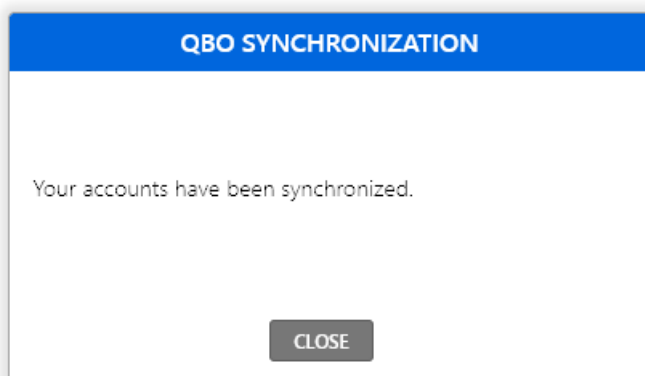 QBO SYNCHRONIZATION
Your accounts have been synchronized.
CLOSE